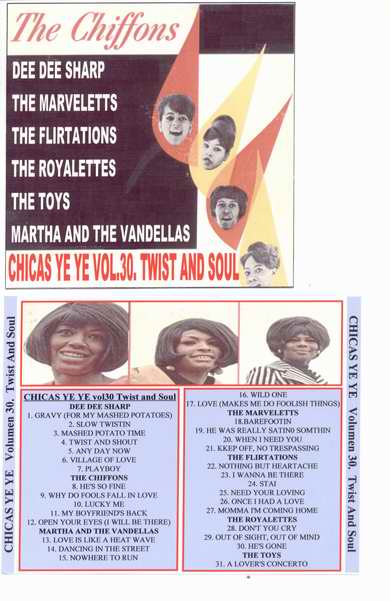 The Chiffons
DEE DEE SHARP
THE MARVELETTS
THE FLIRTATIONS
THE ROYALETTES
THE TOYS
MARTHA AND THE VANDELLAS
CHICAS YE YE VOL.30. TWIST AND SOUL
CHICAS YE YE Volumen 30. Twist And Soul
CHICAS YE YE vol30 Twist and Soul
DEE DEE SHARP
1. GRAVY (FOR MY MASHED POTATOES)
2. SLOW TWISTIN
3. MASHED POTATO TIME
4. TWIST AND SHOUT
5. ANY DAY NOW
6. VILLAGE OF LOVE
7. PLAYBOY
THE CHIFFONS
8. HE'S SO FINE
9. WHY DO FOOLS FALL IN LOVE
10. LUCKY ME
11. MY BOYFRIEND'S BACK
12. OPEN YOUR EYES (I WILL BE THERE)
MARTHA AND THE VANDELLAS
13. LOVE IS LIKE A HEAT WAVE
14. DANCING IN THE STREET
15. NOWHERE TO RUN
16. WILD ONE
17. LOVE (MAKES ME DO FOOLISH THINGS)
THE MARVELETTS
18.BAREFOOTIN
19. HE WAS REALLY SATIN0 SOMTHIN
20. WHEN I NEED YOU
21. KKEP OFF, NO TRESPASSING
THE FLIRTATIONS
22. NOTHING BUT HEARTACHE
23. I WANNA BE THERE
24. STAI
25. NEED YOUR LOVING
26. ONCE I HAD A LOVE
27. MOMMA I'M COMING HOME
THE ROYALETTES
28. DON'T YOU CRY
29. OUT OF SIGHT, OUT OF MIND
30. HE'S GONE
THE TOYS
31. A LOVER'S CONCERTO
CHICAS YE YE Volumen 30. Twist And Soul